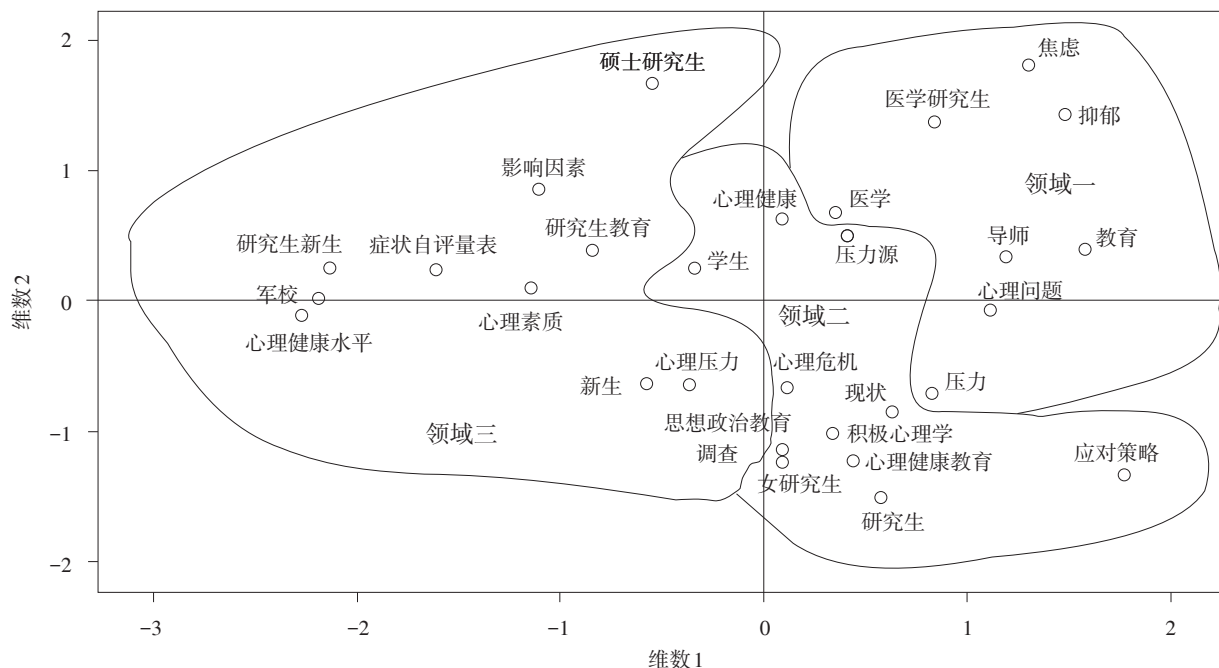 2
焦虑
硕士研究生
医学研究生
抑郁
1
影响因素
领域一
心理健康
医学
研究生教育
导师
教育
研究生新生
症状自评量表
学生
压力源
维数2
0
军校
心理问题
心理素质
领域二
心理健康水平
心理压力
心理危机
新生
现状
压力
-1
思想政治教育
领域三
积极心理学
调查
心理健康教育
应对策略
女研究生
研究生
-2
-3
-2
-1
0
1
2
维数1